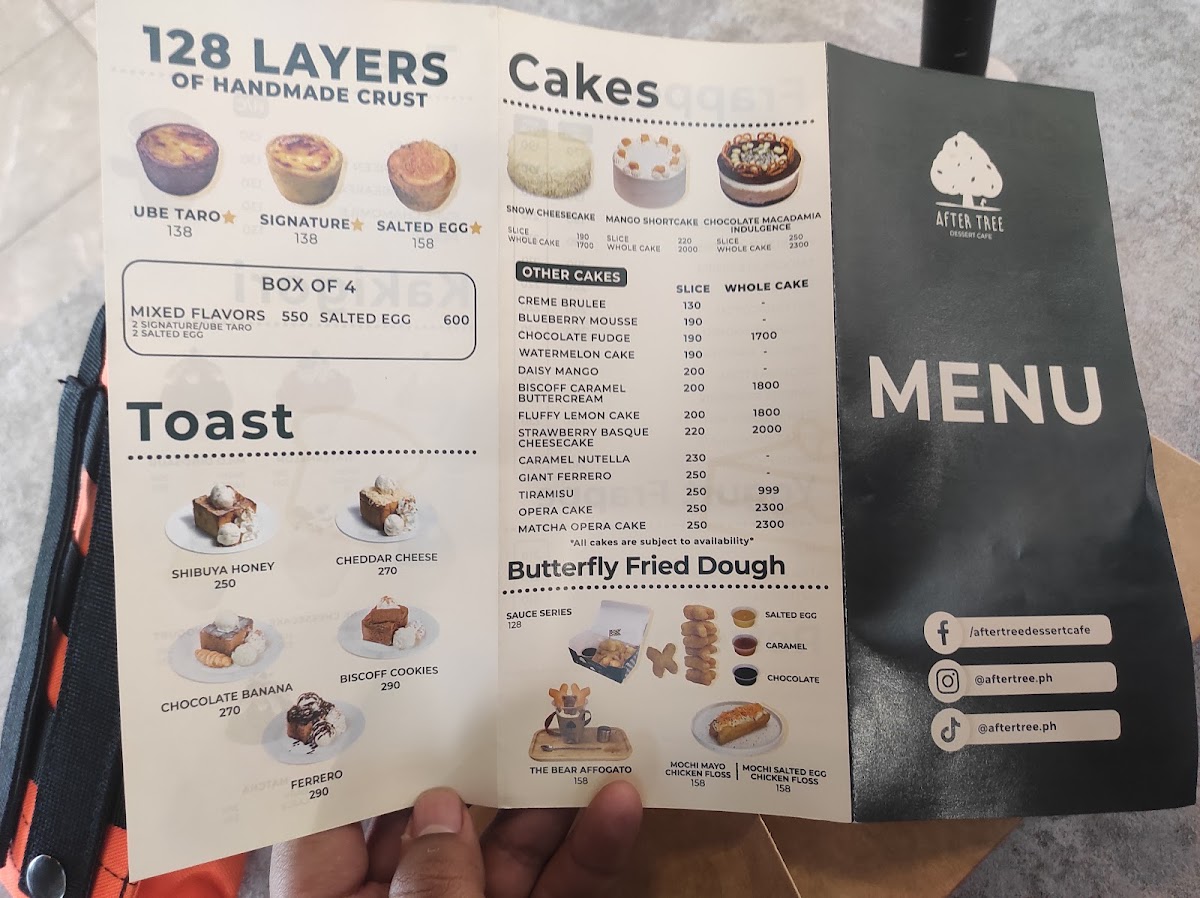 128 LAYERS
OF HANDMADE CRUST
UBE TARO
138
SIGNATURE
138
SALTED EGG
158
BOX OF 4
MIXED FLAVORS 550
2 SIGNATURE/UBE TARO
2 SALTED EGG
SALTED EGG 600
Toast
SHIBUYA HONEY
250
CHEDDAR CHEESE
270
CHOCOLATE BANANA
270
BISCOFF COOKIES
290
FERRERO
290
Cakes
SNOW CHEESECAKE
SLICE 190
WHOLE CAKE 1700
MANGO SHORTCAKE
SLICE 220
WHOLE CAKE 2000
CHOCOLATE MACADAMIA
INDULGENCE
SLICE 250
WHOLE CAKE 2300
OTHER CAKES
SLICE WHOLE CAKE
CREME BRULEE 130 -
BLUEBERRY MOUSSE 190 -
CHOCOLATE FUDGE 190 1700
WATERMELON CAKE 190 -
DAISY MANGO 200 -
BISCOFF CARAMEL 200 1800
BUTTERCREAM
FLUFFY LEMON CAKE 200 1800
STRAWBERRY BASQUE 220 2000
CHEESECAKE
CARAMEL NUTELLA 230 -
GIANT FERRERO 250 -
TIRAMISU 250 999
OPERA CAKE 250 2300
MATCHA OPERA CAKE 250 2300
*All cakes are subject to availability*
Butterfly Fried Dough
SAUCE SERIES
128
SALTED EGG
CARAMEL
CHOCOLATE
THE BEAR AFFOGATO
158
MOCHI MAYO
CHICKEN FLOSS
158
MOCHI SALTED EGG
CHICKEN FLOSS
158
AFTER TREE
DESSERT CAFE
MENU
/aftertreedessertcafe
@aftertree.ph
@aftertree.ph